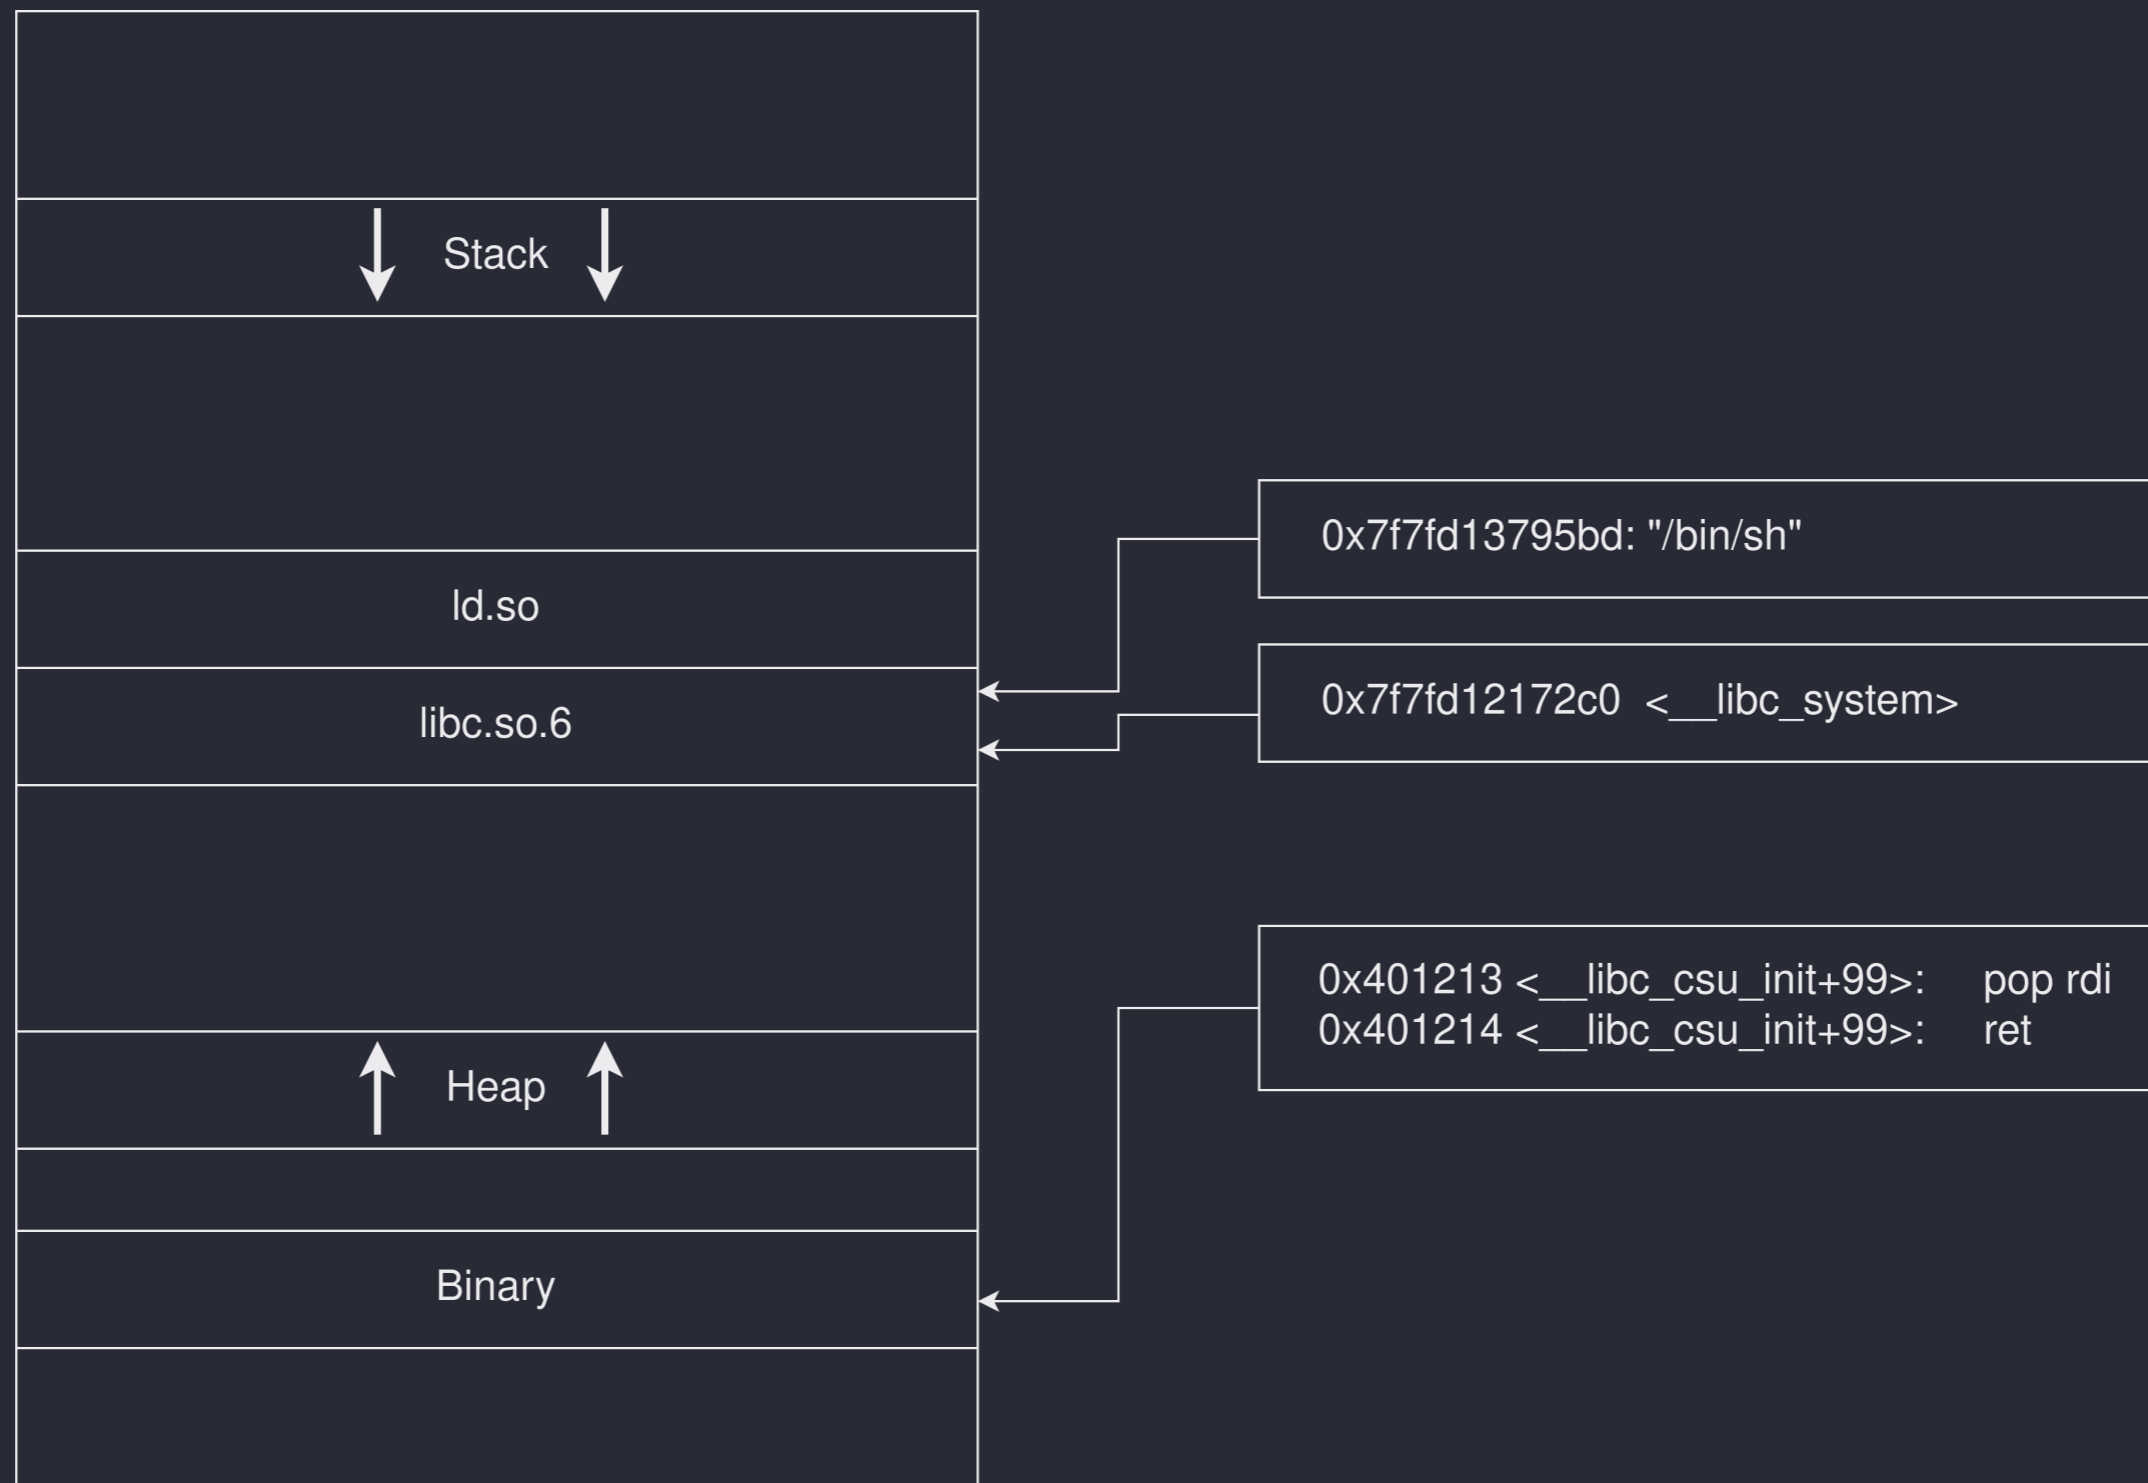 Stack
ld.so
libc.so.6
Heap
Binary
0x7f7fd13795bd: "/bin/sh"
0x7f7fd12172c0 <__libc_system>
0x401213 <__libc_csu_init+99>: pop rdi
0x401214 <__libc_csu_init+99>: ret